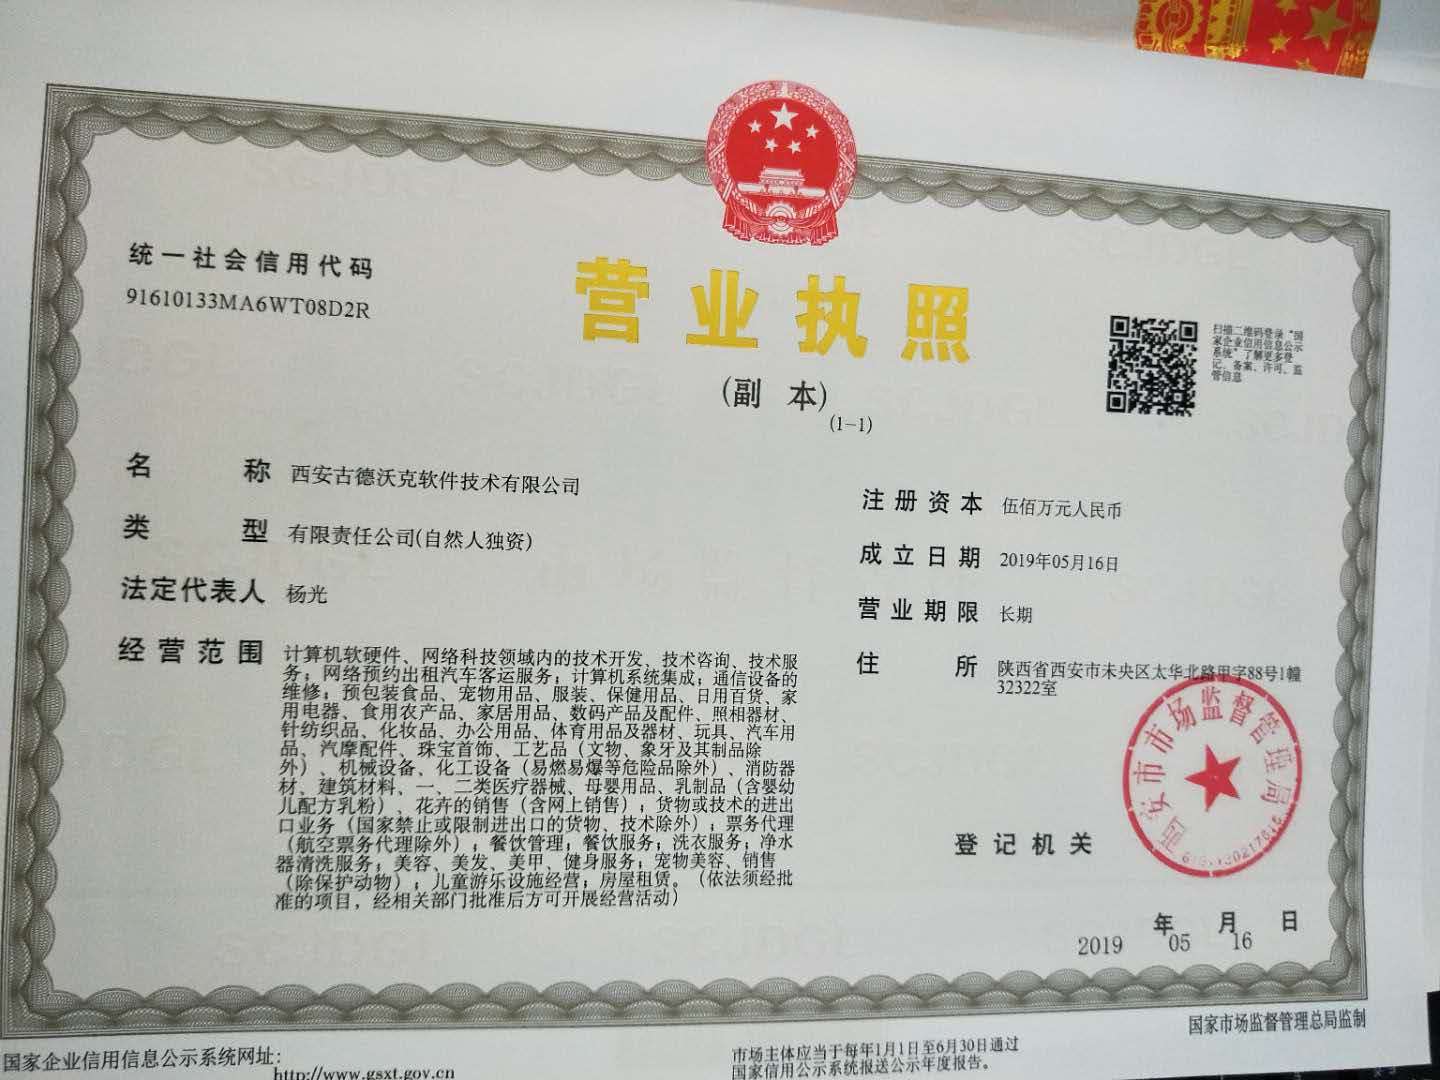 统一社会信用代码
91610133MA6WT08D2R
营业执照
(副 本)
(1-1)
扫描二维码登录“国
家企业信用信息公示
系统”了解更多登
记、备案、许可、监
管信息
名 称 西安古德沃克软件技术有限公司
类 型 有限责任公司(自然人独资)
法定代表人 杨光
经营范围 计算机软硬件、网络科技领域内的技术开发,技术咨询、技术服
务;网络预约出租汽车客运服务;计算机系统集成;通信设备的
维修;预包装食品、宠物用品、服装、保健用品、日用百货、家
用电器、食用农产品、家居用品、数码产品及配件、照相器材、
针纺织品、化妆品、办公用品、体育用品及器材、玩具、汽车用
品、汽摩配件、珠宝首饰、工艺品(文物、象牙及其制品除
外)、机械设备、化工设备(易燃易爆等危险品除外)、消防器
材、建筑材料、一、二类医疗器械、母婴用品、乳制品(含婴幼
儿配方乳粉)、花卉的销售(含网上销售);货物或技术的进出
口业务(国家禁止或限制进出口的货物、技术除外);票务代理
(航空票务代理除外);餐饮管理;餐饮服务;洗衣服务;净水
器清洗服务;美容、美发、美甲、健身服务;宠物美容、销售
(除保护动物);儿童游乐设施经营;房屋租赁。(依法须经批
准的项目,经相关部门批准后方可开展经营活动)
注册资本 伍佰万元人民币
成立日期 2019年05月16日
营业期限 长期
住 所 陕西省西安市未央区太华北路甲字88号1幢
32322室
西安市市场监督管理局
登记机关
2019 年 05 月 16 日
国家市场监督管理总局监制
国家企业信用信息公示系统网址:
http://www.gsxt.gov.cn
市场主体应当于每年1月1日至6月30日通过
国家信用公示系统报送公示年度报告。